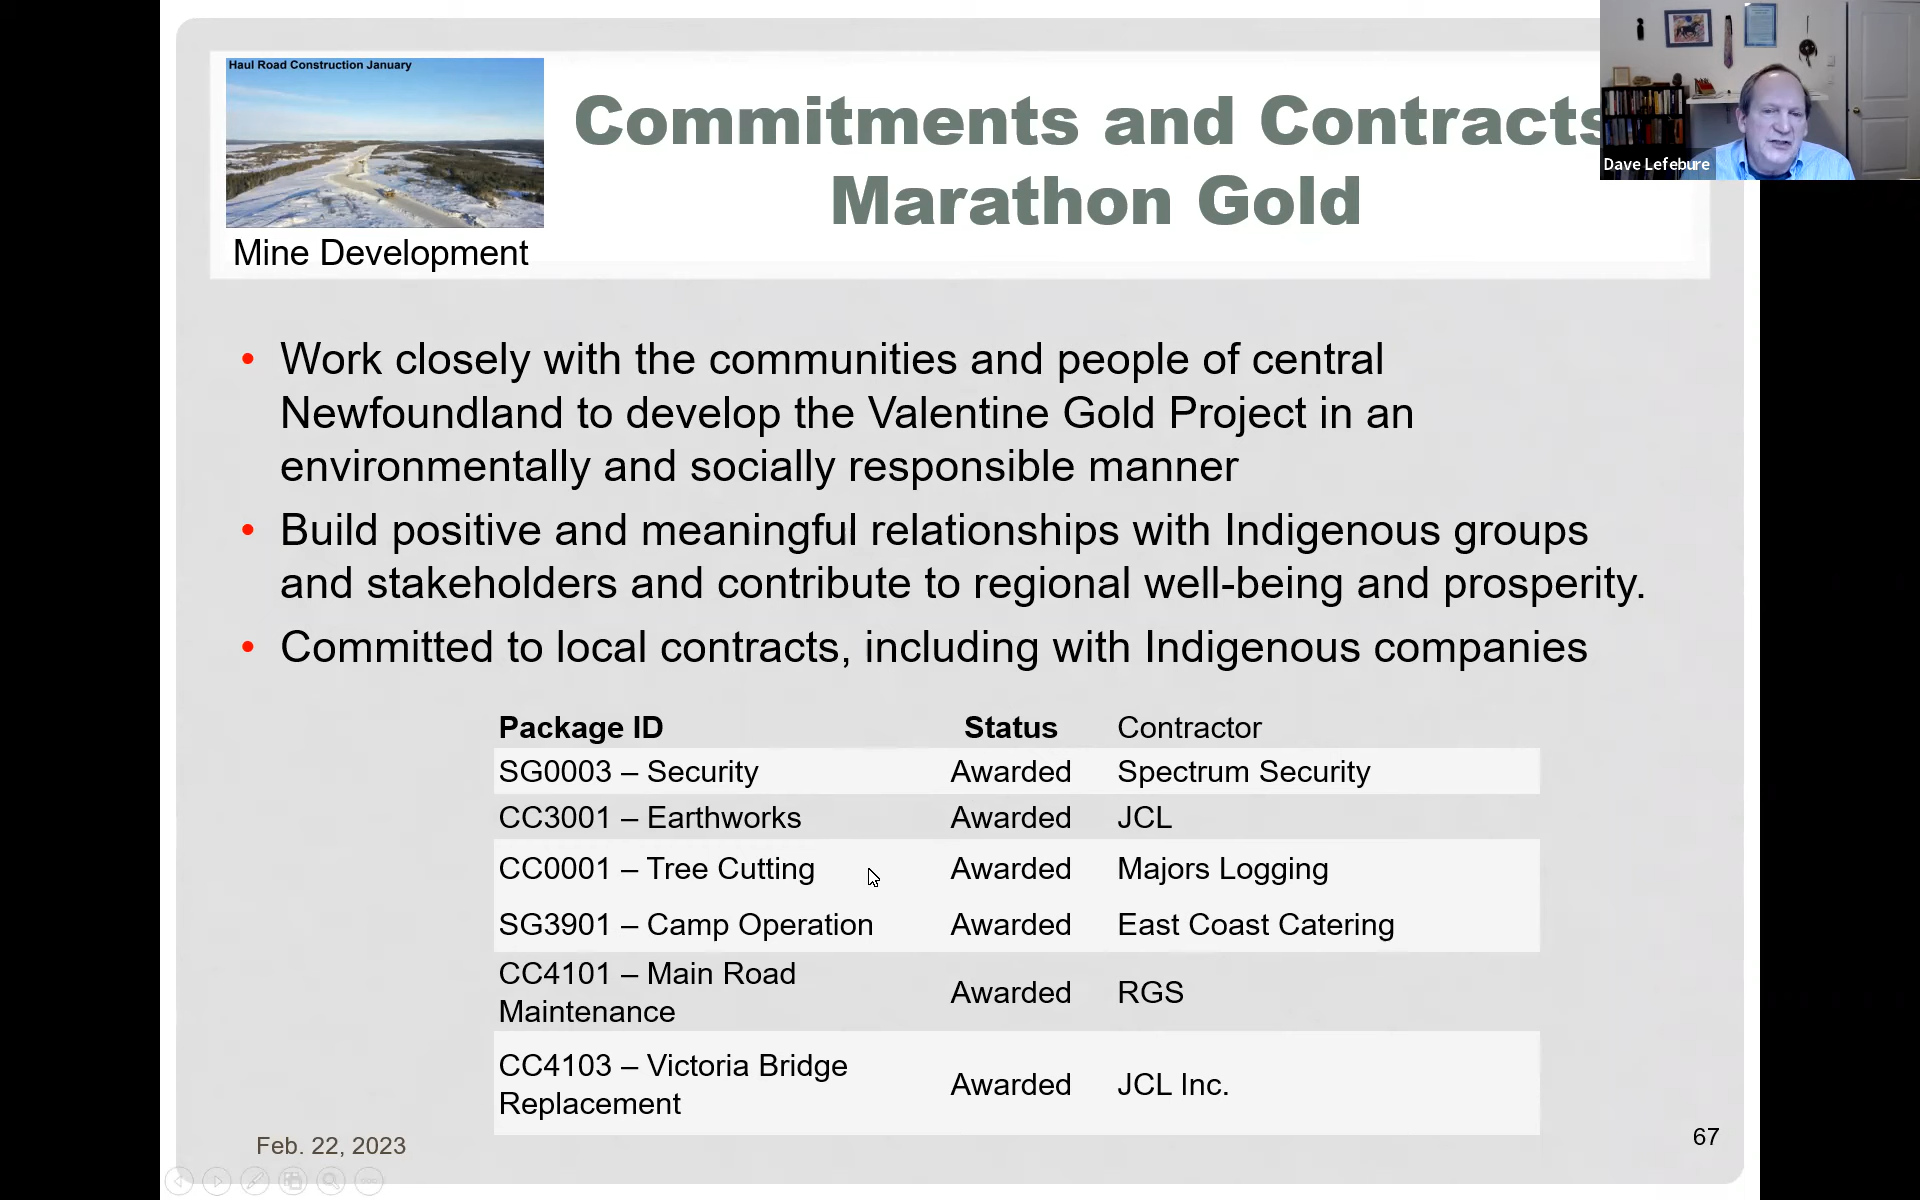 Haul Road Construction January
Commitments and Contracts
Marathon Gold
Mine Development
Dave Lefebure
• Work closely with the communities and people of central
Newfoundland to develop the Valentine Gold Project in an
environmentally and socially responsible manner
• Build positive and meaningful relationships with Indigenous groups
and stakeholders and contribute to regional well-being and prosperity.
• Committed to local contracts, including with Indigenous companies
Package ID Status Contractor
SG0003 – Security Awarded Spectrum Security
CC3001 – Earthworks Awarded JCL
CC0001 – Tree Cutting Awarded Majors Logging
SG3901 – Camp Operation Awarded East Coast Catering
CC4101 – Main Road
Maintenance Awarded RGS
CC4103 – Victoria Bridge
Replacement Awarded JCL Inc.
Feb. 22, 2023
67